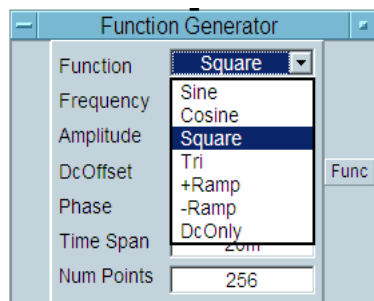 Function Generator
Function Square
Frequency
Sine
Cosine
Amplitude
Square
DcOffset
Tri
Func
+Ramp
Phase
-Ramp
DcOnly
Time Span
Num Points 256